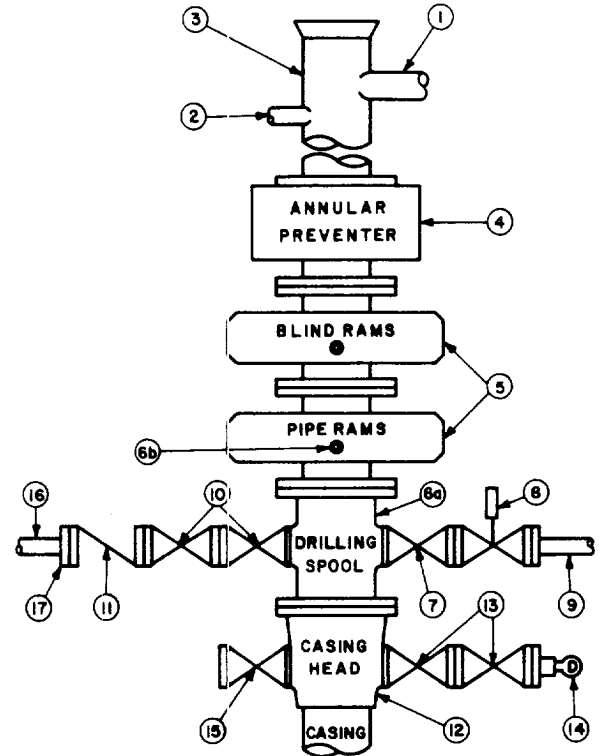 1
3
2
ANNULAR
PREVENTER
4
BLIND RAMS
5
PIPE RAMS
6b
16
10
6a
8
DRILLING
SPOOL
17
11
7
9
13
CASING
HEAD
D
15
12
14
CASING